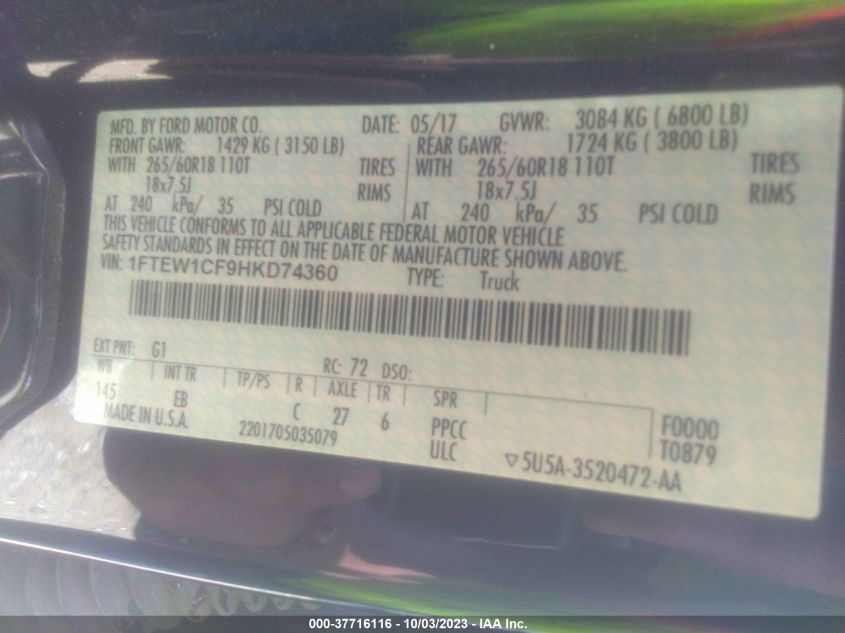 MFD. BY FORD MOTOR CO. DATE: 05/17 GVWR: 3084 KG ( 6800 LB)
FRONT GAWR: 1429 KG ( 3150 LB) REAR GAWR: 1724 KG ( 3800 LB)
WITH 265/60R18 110T TIRES WITH 265/60R18 110T TIRES
18x7.5J RIMS 18x7.5J RIMS
AT 240 kPa/ 35 PSI COLD AT 240 kPa/ 35 PSI COLD
THIS VEHICLE CONFORMS TO ALL APPLICABLE FEDERAL MOTOR VEHICLE
SAFETY STANDARDS IN EFFECT ON THE DATE OF MANUFACTURE SHOWN ABOVE.
VIN: 1FTEW1CF9HKD74360 TYPE: Truck
EXT PNT: G1 RC: 72 DSO:
WB INT TR TP/PS R AXLE TR SPR
145 EB C 27 6 PPCC F0000
MADE IN U.S.A. 2201705035079 ULC T0879
▽5U5A-3520472-AA
000-37716116 - 10/03/2023 - IAA Inc.